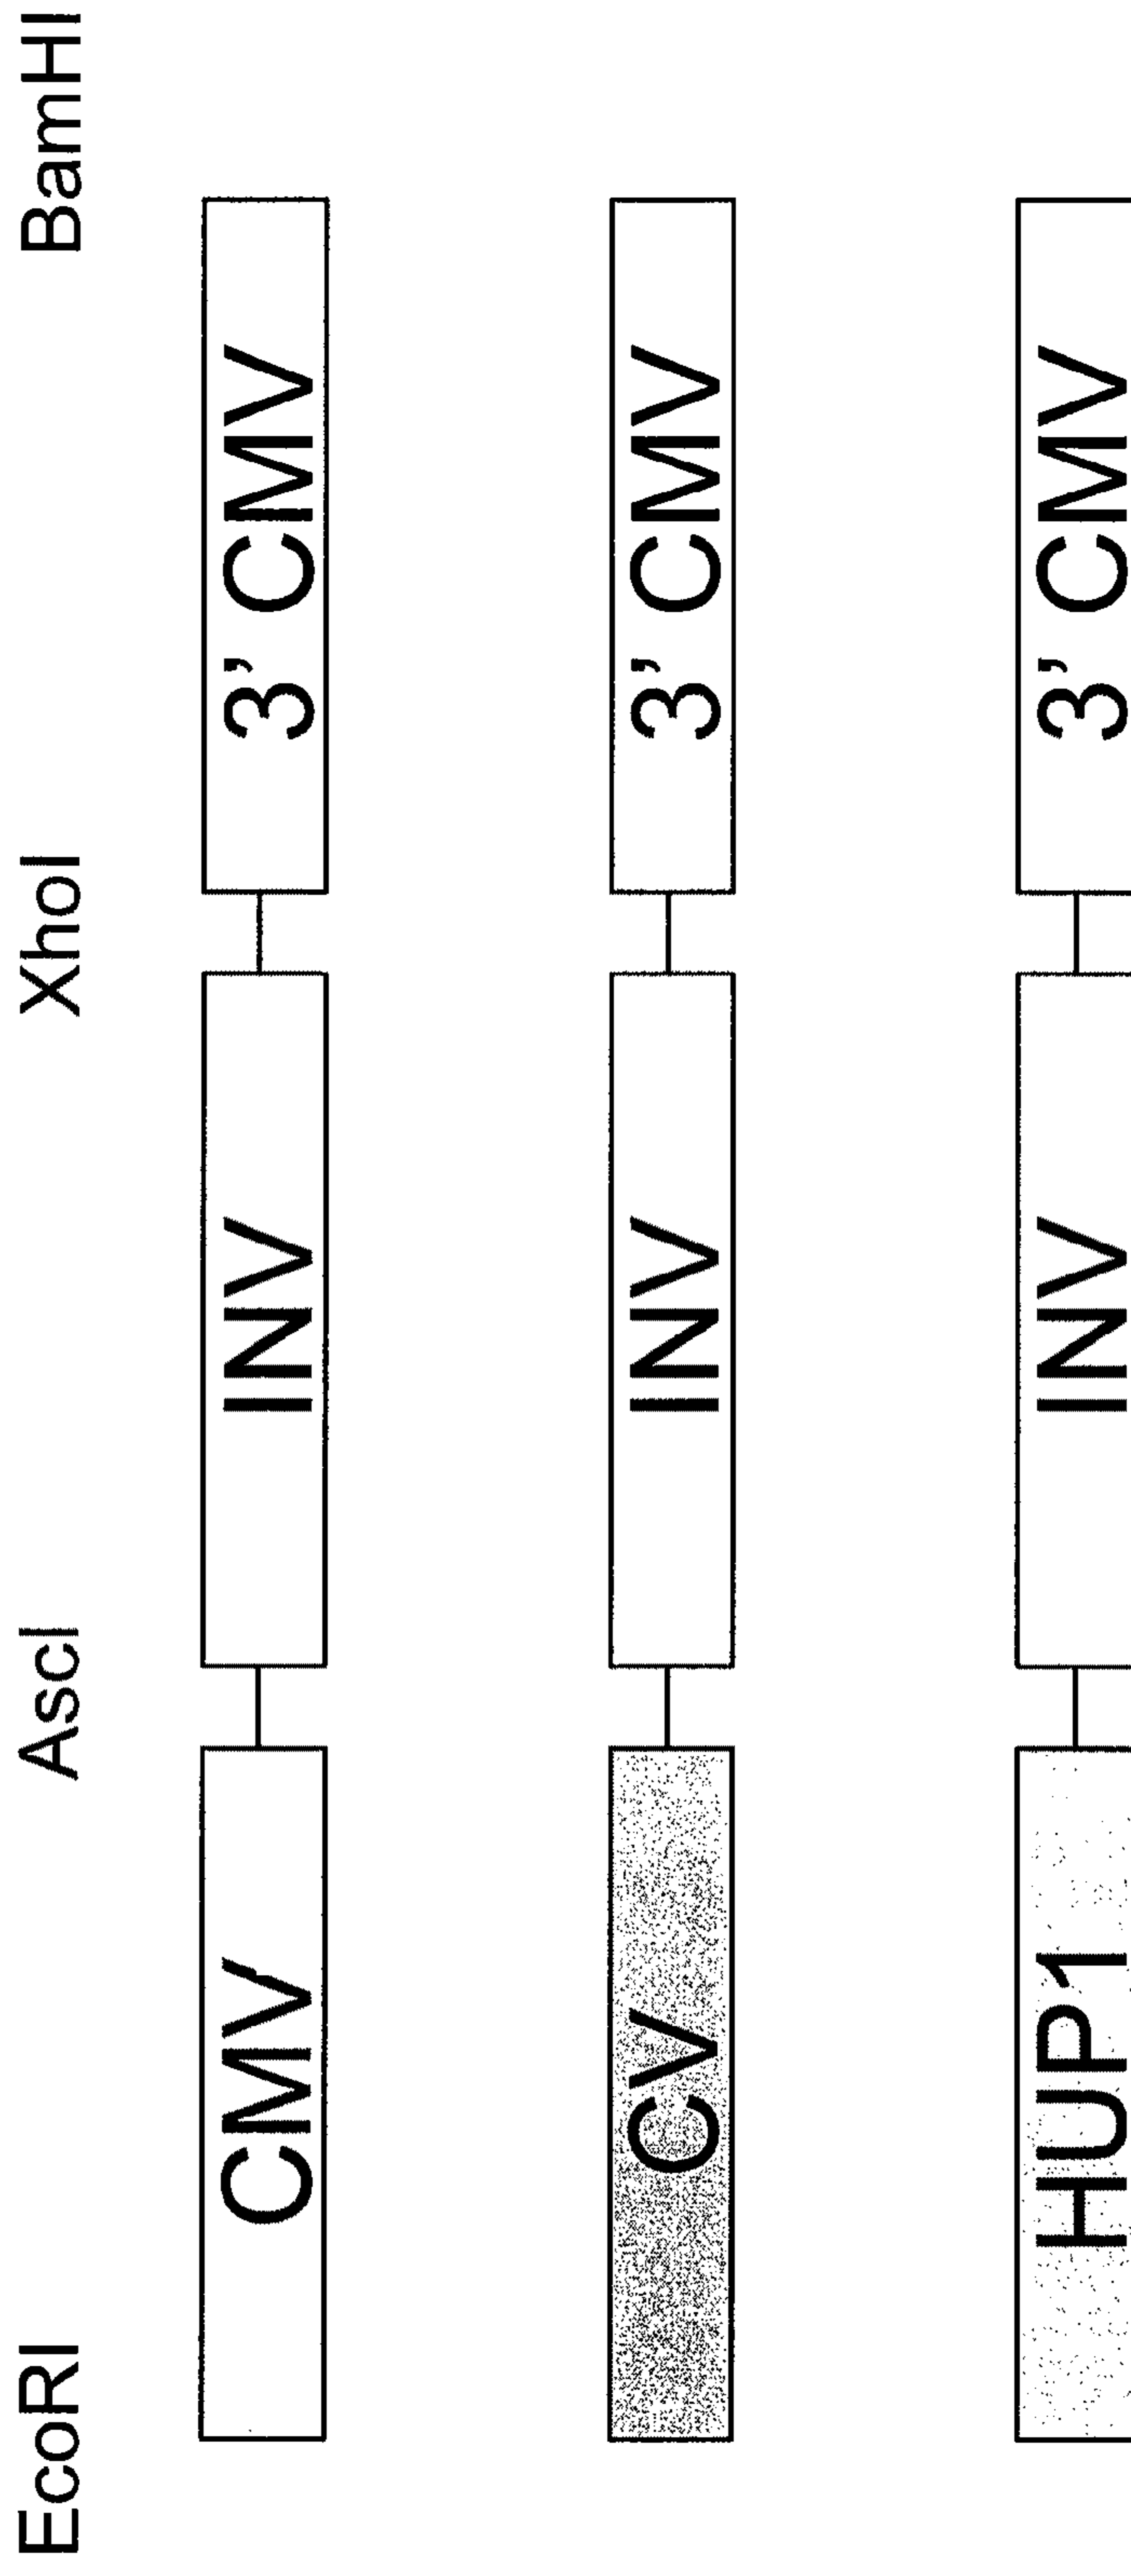 EcoRI AscI XhoI BamHI
CMV INV 3' CMV
CV INV 3' CMV
HUP1 INV 3' CMV